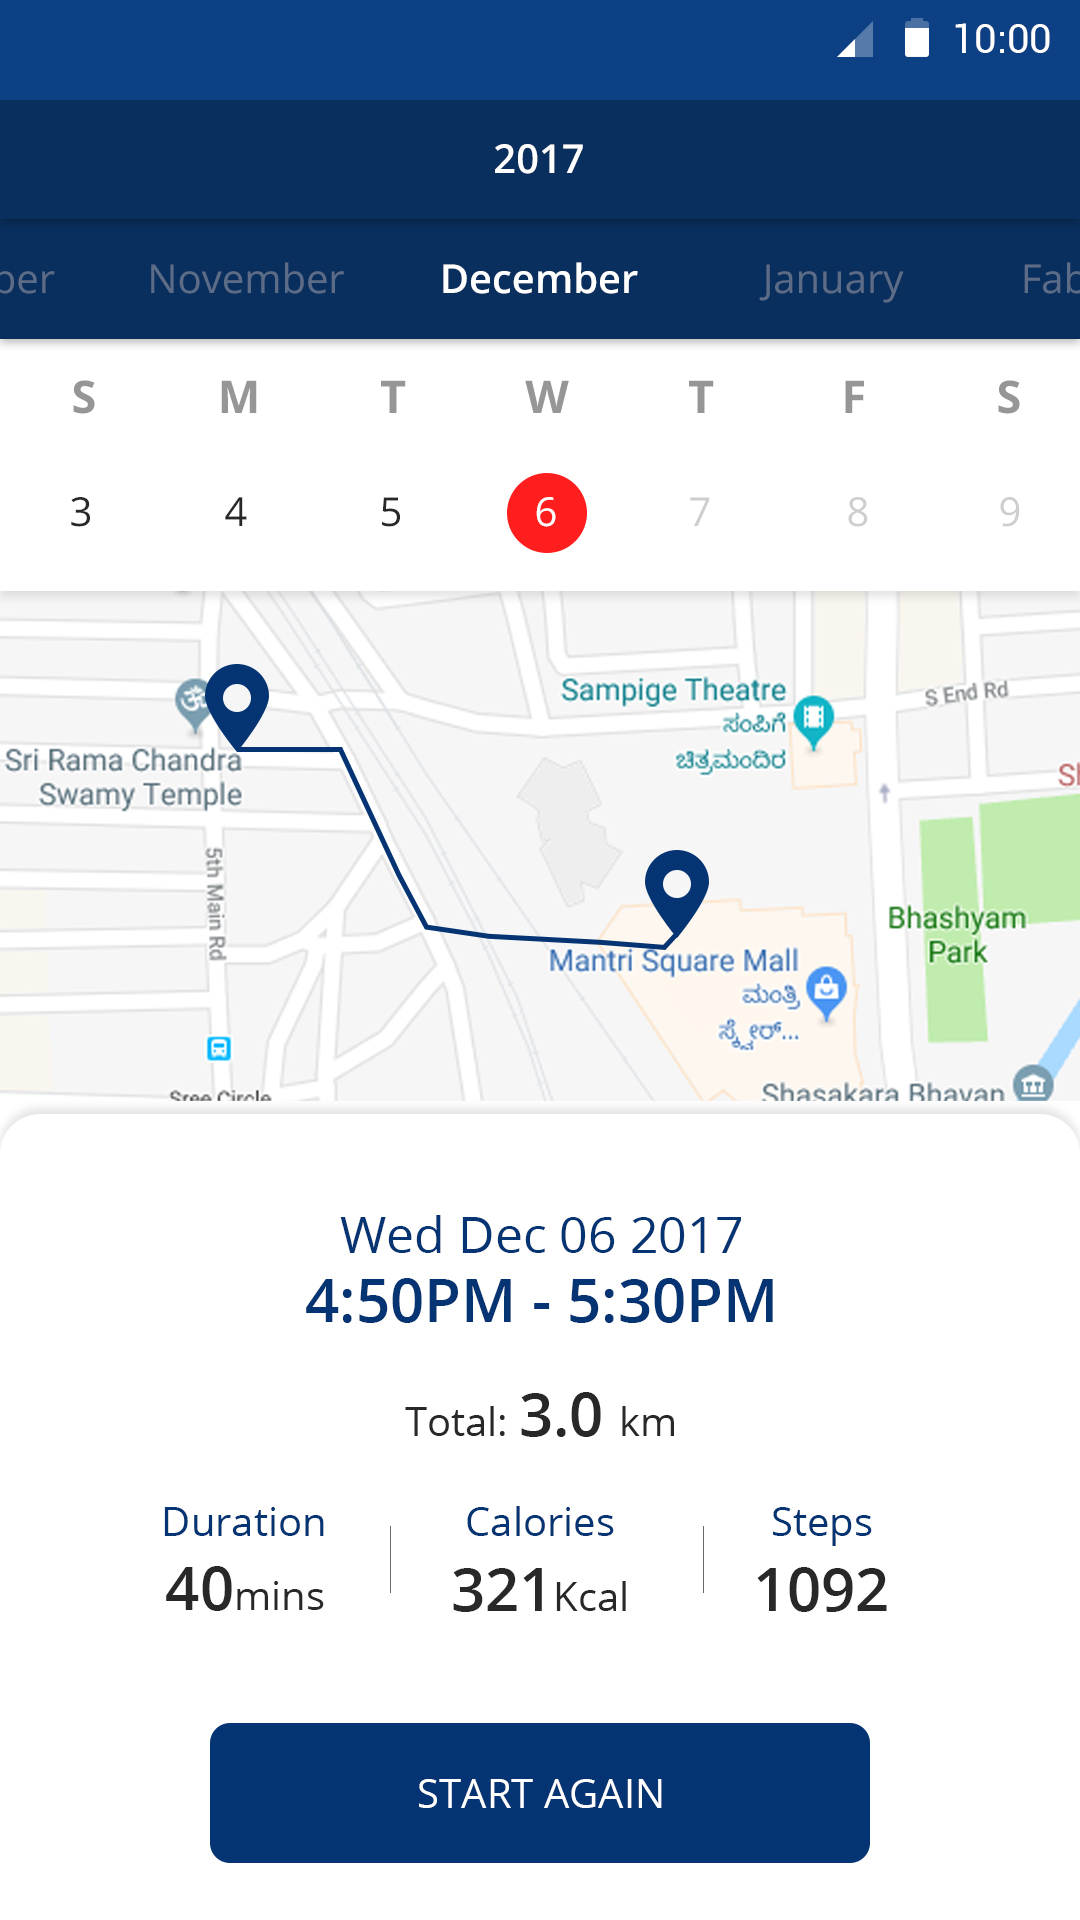 10:00
2017
ber November December January Fab
S M T W T F S
3 4 5 6 7 8 9
Sampige Theatre
ಸಂಪಿಗೆ
ಚಿತ್ರಮಂದಿರ
S End Rd
Sri Rama Chandra
Swamy Temple
5th Main Rd
Bhashyam
Park
Mantri Square Mall
ಮಂತ್ರಿ
ಸ್ಕ್ವೇರ್...
Sree Circle
Shasakara Bhavan
Wed Dec 06 2017
4:50PM - 5:30PM
Total: 3.0 km
Duration Calories Steps
40mins 321Kcal 1092
START AGAIN